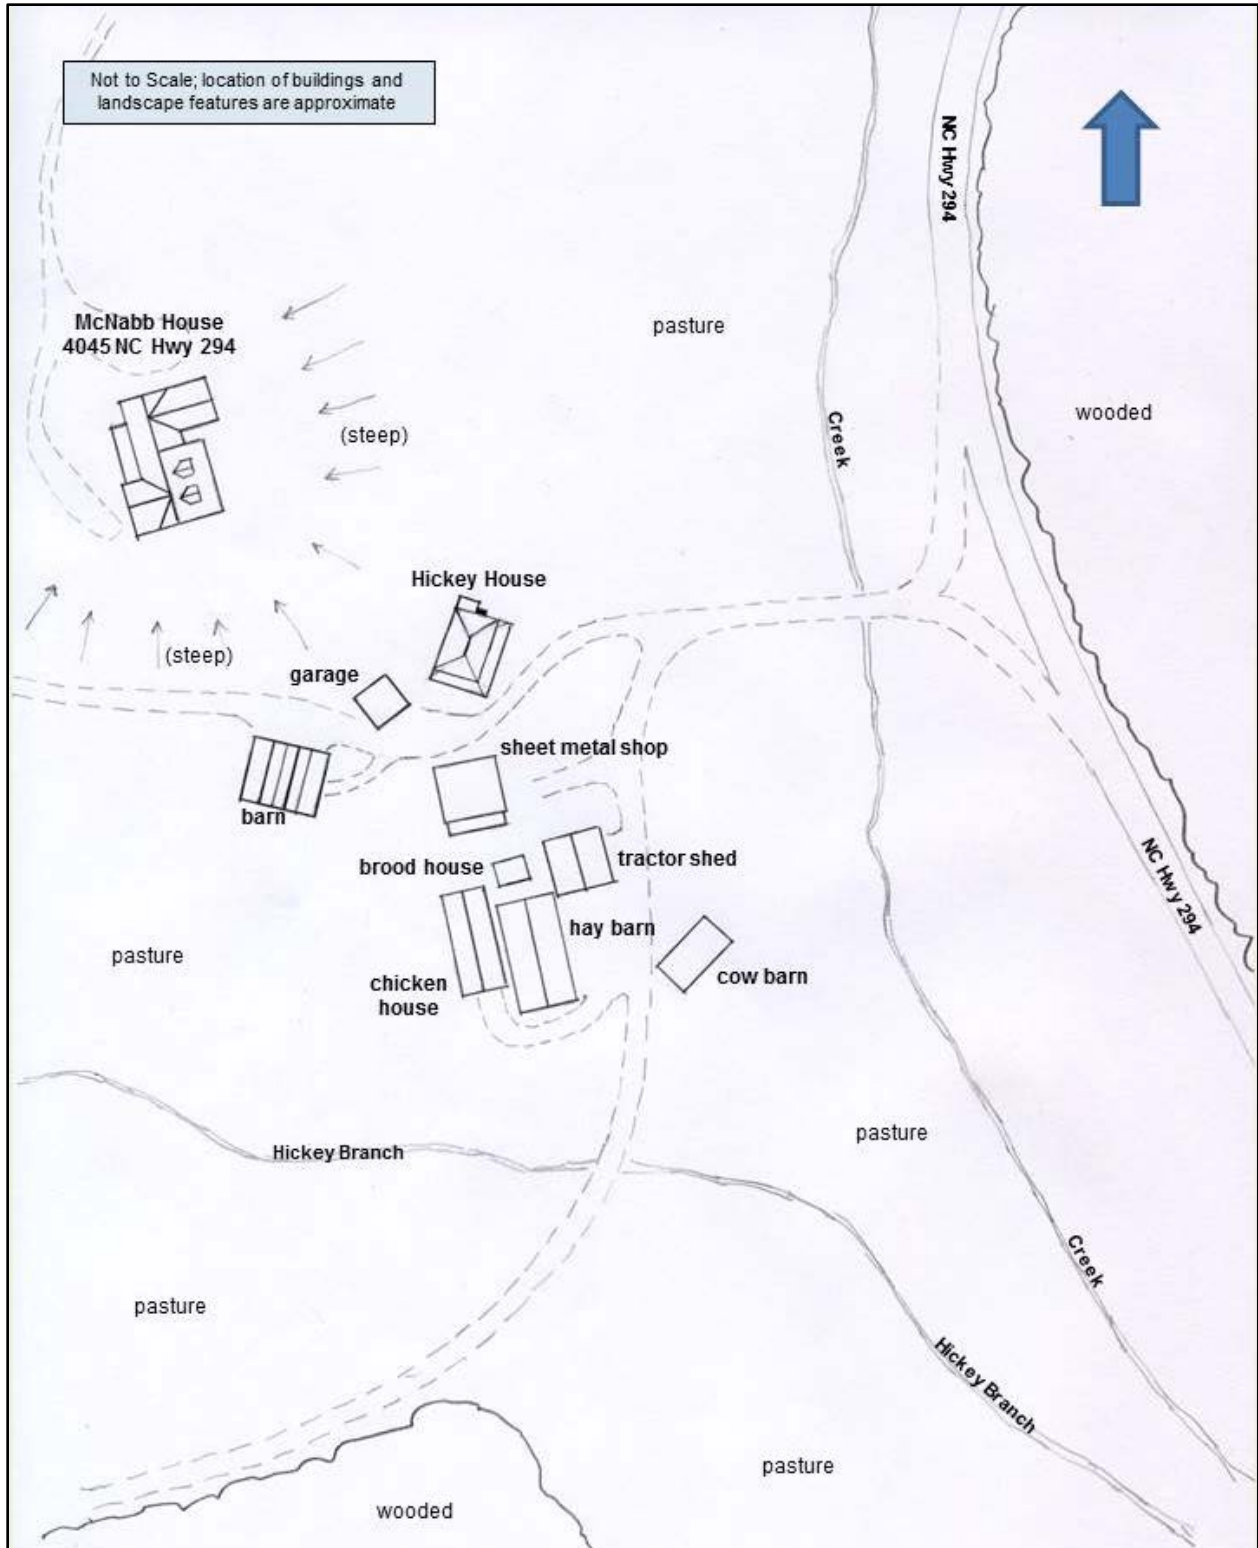 Not to Scale; location of buildings and
landscape features are approximate
NC Hwy 294
McNabb House
4045 NC Hwy 294
pasture
wooded
Creek
(steep)
Hickey House
(steep)
garage
sheet metal shop
barn
brood house
tractor shed
hay barn
NC Hwy 294
pasture
cow barn
chicken
house
pasture
Hickey Branch
Creek
pasture
Hickey Branch
pasture
wooded